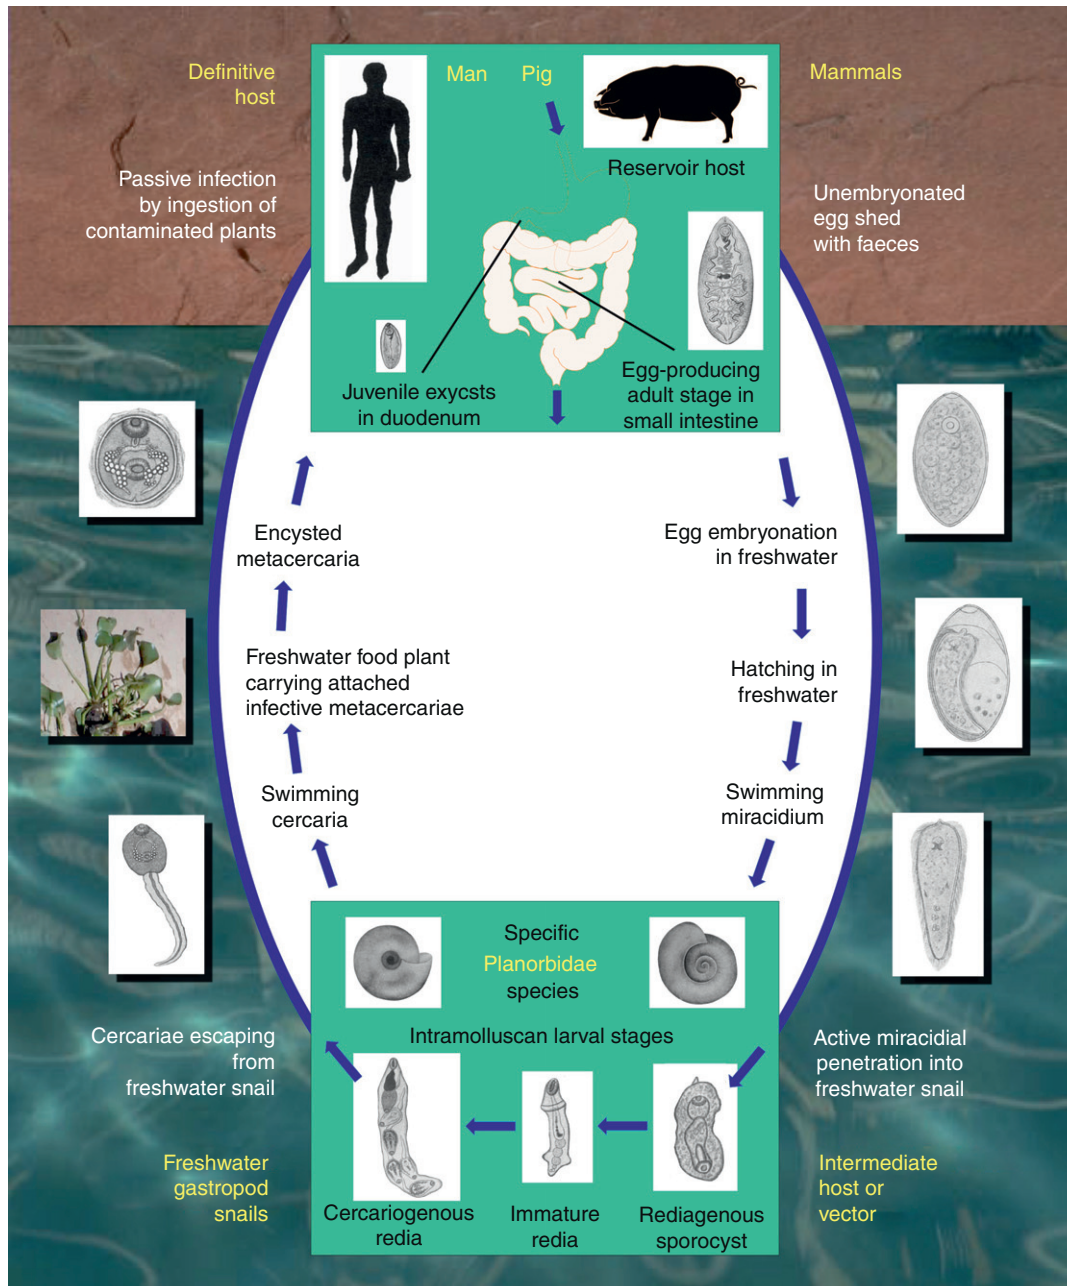 Definitive
host
Man Pig
Mammals
Reservoir host
Passive infection
by ingestion of
contaminated plants
Unembryonated
egg shed
with faeces
Juvenile exycsts
in duodenum
Egg-producing
adult stage in
small intestine
Encysted
metacercaria
Egg embryonation
in freshwater
Freshwater food plant
carrying attached
infective metacercariae
Hatching in
freshwater
Swimming
cercaria
Swimming
miracidium
Specific
Planorbidae
species
Intramolluscan larval stages
Cercariae escaping
from
freshwater snail
Active miracidial
penetration into
freshwater snail
Freshwater
gastropod
snails
Intermediate
host or
vector
Cercariogenous
redia
Immature
redia
Rediagenous
sporocyst